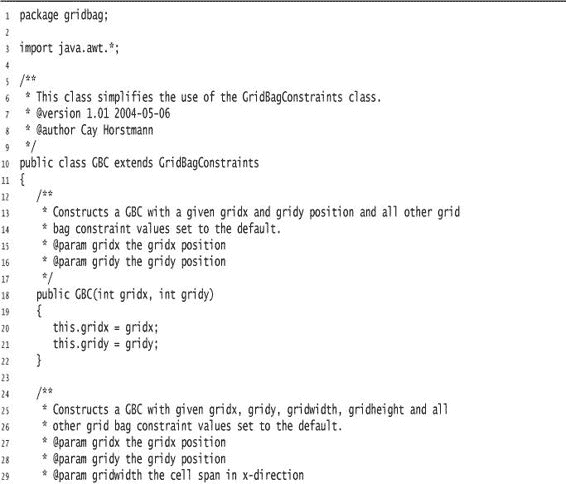 1 package gridbag;
2
3 import java.awt.*;
4
5 /**
6  * This class simplifies the use of the GridBagConstraints class.
7  * @version 1.01 2004-05-06
8  * @author Cay Horstmann
9  */
10 public class GBC extends GridBagConstraints
11 {
12    /**
13     * Constructs a GBC with a given gridx and gridy position and all other grid
14     * bag constraint values set to the default.
15     * @param gridx the gridx position
16     * @param gridy the gridy position
17     */
18    public GBC(int gridx, int gridy)
19    {
20       this.gridx = gridx;
21       this.gridy = gridy;
22    }
23
24    /**
25     * Constructs a GBC with given gridx, gridy, gridwidth, gridheight and all
26     * other grid bag constraint values set to the default.
27     * @param gridx the gridx position
28     * @param gridy the gridy position
29     * @param gridwidth the cell span in x-direction